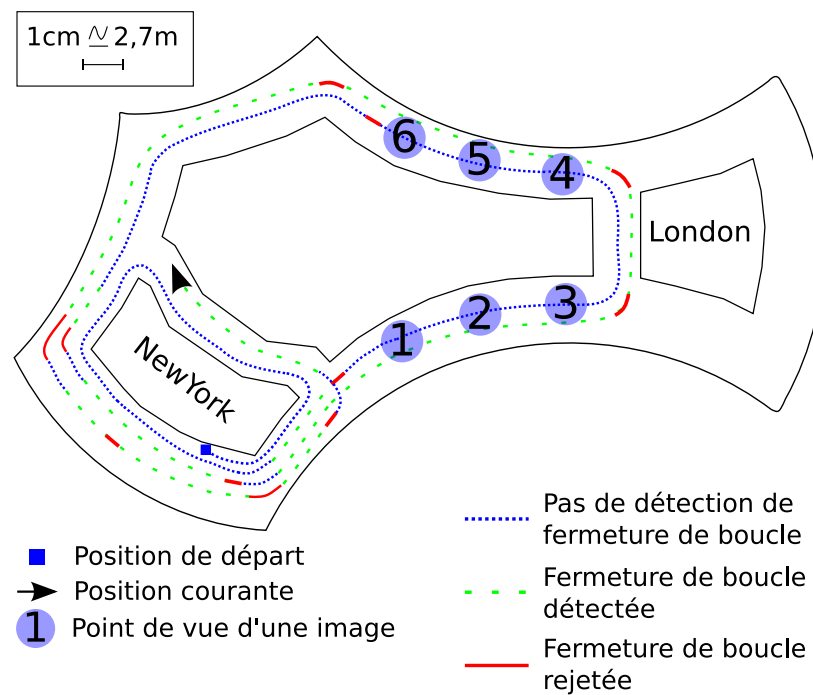 1cm ≃ 2,7m
6
5
4
London
3
2
1
NewYork
Pas de détection de
fermeture de boucle
Position de départ
Position courante
Fermeture de boucle
détectée
1 Point de vue d'une image
Fermeture de boucle
rejetée